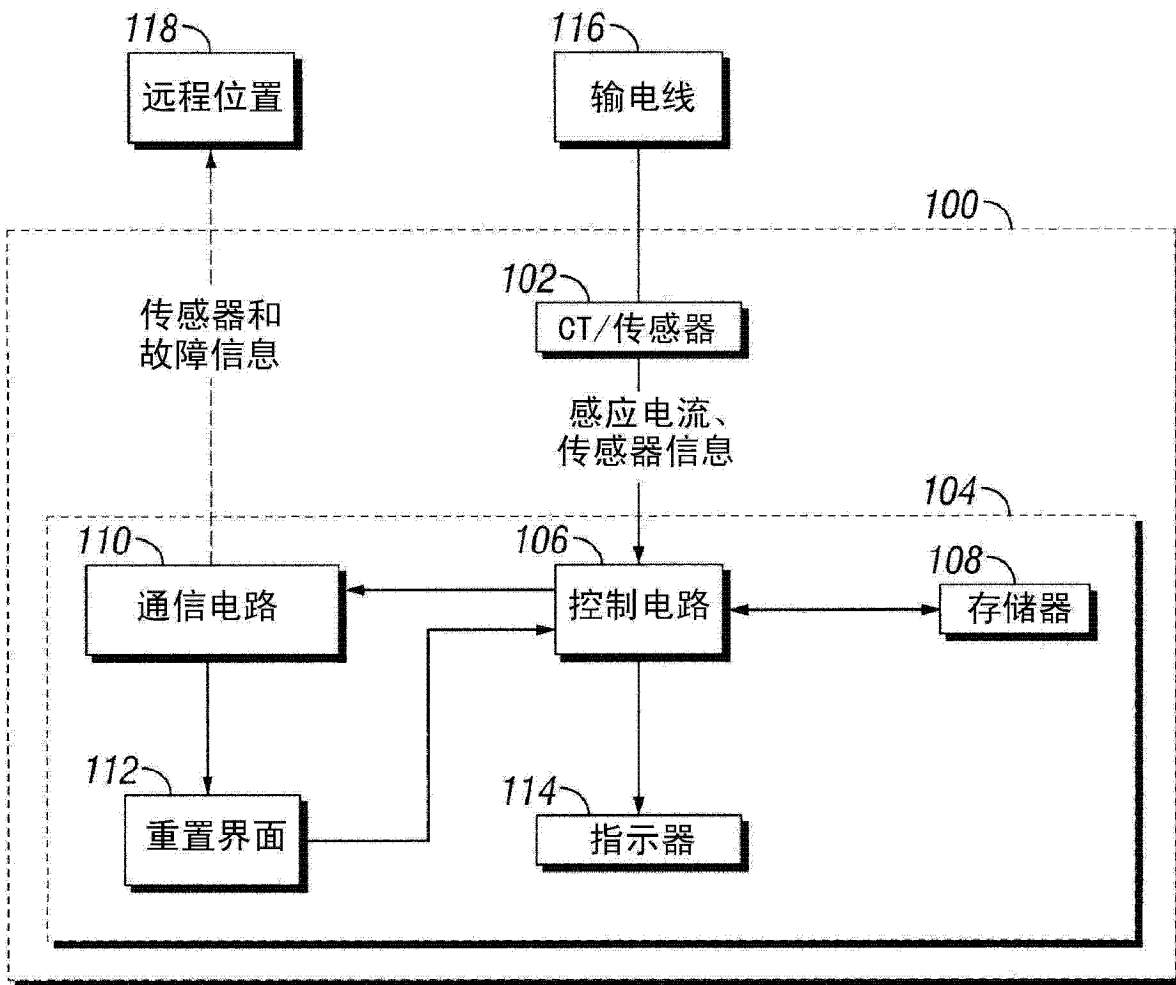 118
远程位置
116
输电线
100
102
CT/传感器
传感器和
故障信息
感应电流、
传感器信息
104
110
通信电路
106
控制电路
108
存储器
112
重置界面
114
指示器